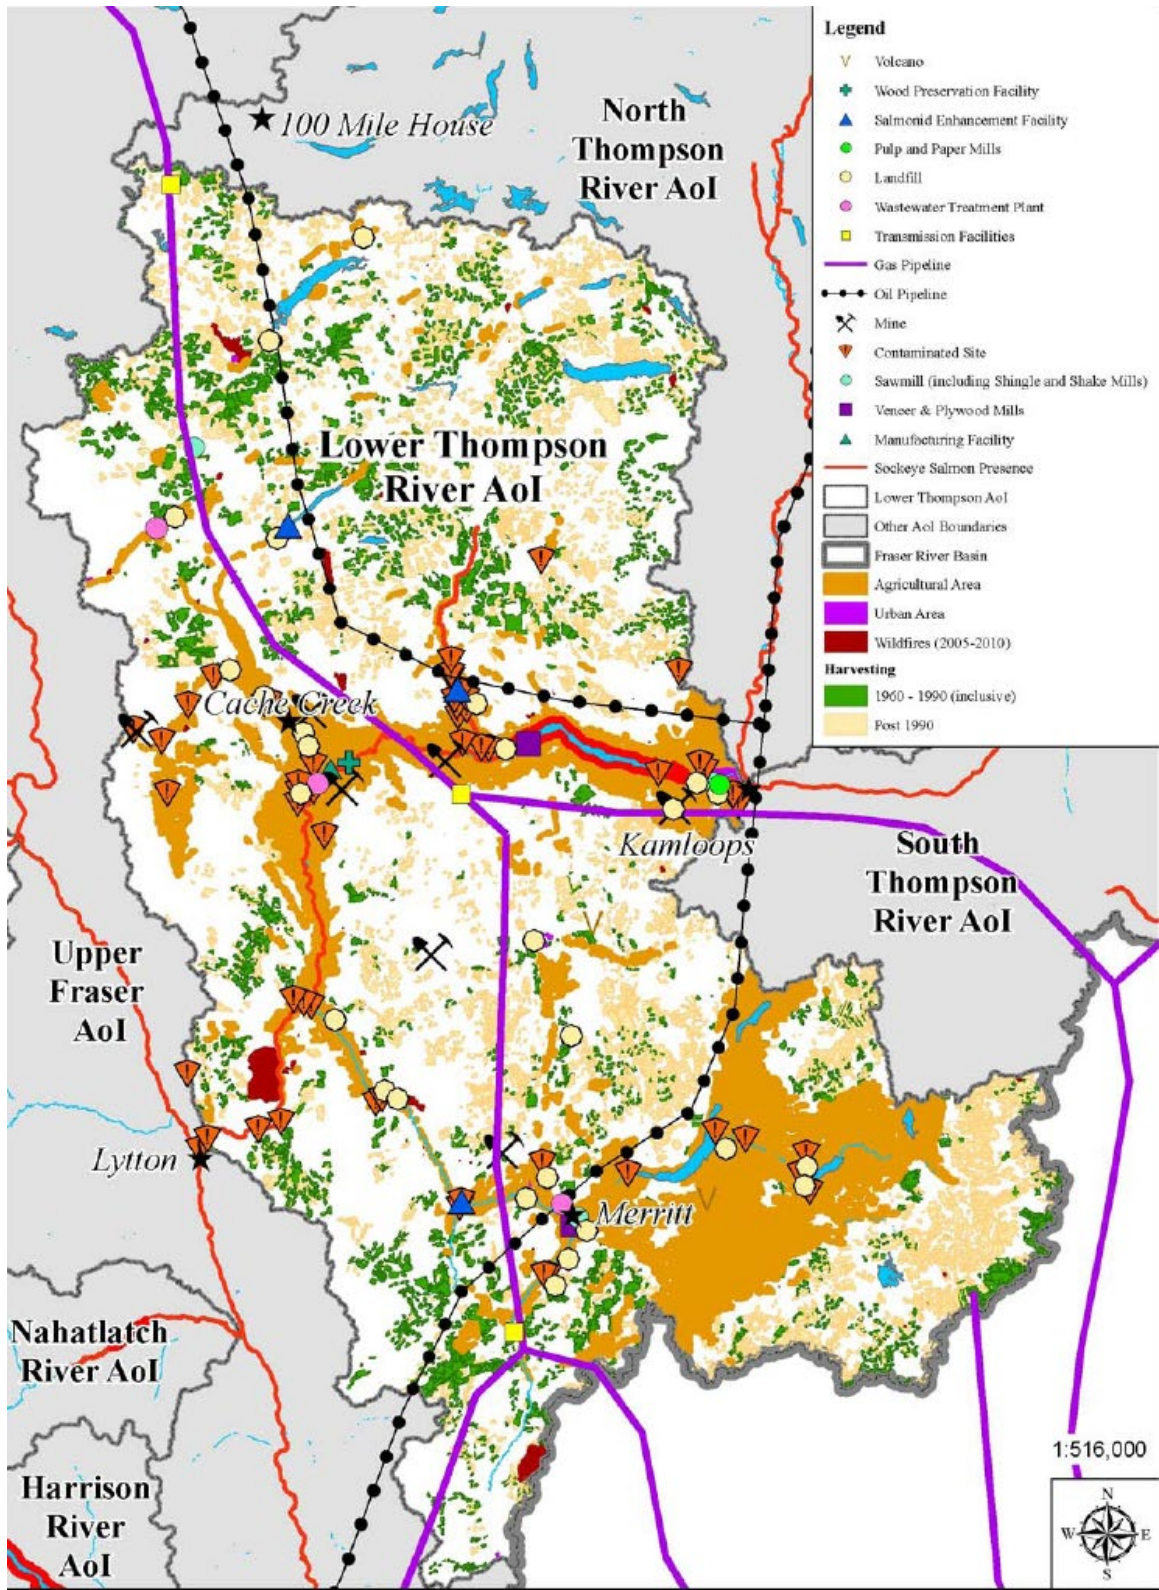 Legend
Volcano
Wood Preservation Facility
Salmonid Enhancement Facility
Pulp and Paper Mills
Landfill
Wastewater Treatment Plant
Transmission Facilities
Gas Pipeline
Oil Pipeline
Mine
Contaminated Site
Sawmill (including Shingle and Shake Mills)
Veneer & Plywood Mills
Manufacturing Facility
Sockeye Salmon Presence
Lower Thompson AoI
Other AoI Boundaries
Fraser River Basin
Agricultural Area
Urban Area
Wildfires (2005-2010)
Harvesting
1960 - 1990 (inclusive)
Post 1990
100 Mile House
North
Thompson
River AoI
Lower Thompson
River AoI
Cache Creek
Kamloops
South
Thompson
River AoI
Upper
Fraser
AoI
Lytton
Merritt
Nahatlatch
River AoI
Harrison
River
AoI
1:516,000
N
W E
S